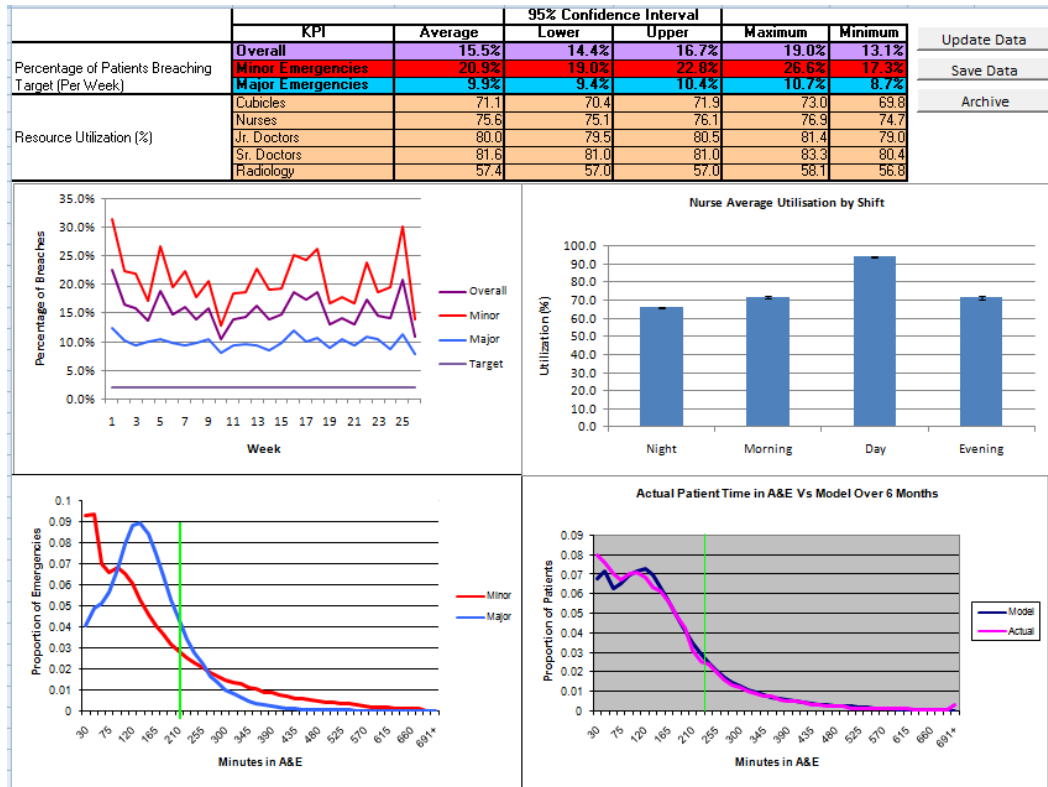 95% Confidence Interval
KPI Average Lower Upper Maximum Minimum
Overall 15.5% 14.4% 16.7% 19.0% 13.1%
Percentage of Patients Breaching Minor Emergencies 20.9% 19.0% 22.8% 26.6% 17.3%
Target (Per Week) Major Emergencies 9.9% 9.4% 10.4% 10.7% 8.7%
Cubicles 71.1 70.4 71.9 73.0 69.8
Nurses 75.6 75.1 76.1 76.9 74.7
Resource Utilization (%) Jr. Doctors 80.0 79.5 80.5 81.4 79.0
Sr. Doctors 81.6 81.0 81.0 83.3 80.4
Radiology 57.4 57.0 57.0 58.1 56.8
Update Data
Save Data
Archive
35.0%
30.0%
25.0%
20.0%
15.0%
10.0%
5.0%
0.0%
Percentage of Breaches
1 3 5 7 9 11 13 15 17 19 21 23 25
Week
Overall
Minor
Major
Target
Nurse Average Utilisation by Shift
100.0
90.0
80.0
70.0
60.0
50.0
40.0
30.0
20.0
10.0
0.0
Utilization (%)
Night Morning Day Evening
0.1
0.09
0.08
0.07
0.06
0.05
0.04
0.03
0.02
0.01
0
Proportion of Emergencies
30 75 120 165 210 255 300 345 390 435 480 525 570 615 660 691+
Minutes in A&E
Minor
Major
Actual Patient Time in A&E Vs Model Over 6 Months
0.09
0.08
0.07
0.06
0.05
0.04
0.03
0.02
0.01
0
Proportion of Patients
30 75 120 165 210 255 300 345 390 435 480 525 570 615 660 691+
Minutes in A&E
Model
Actual